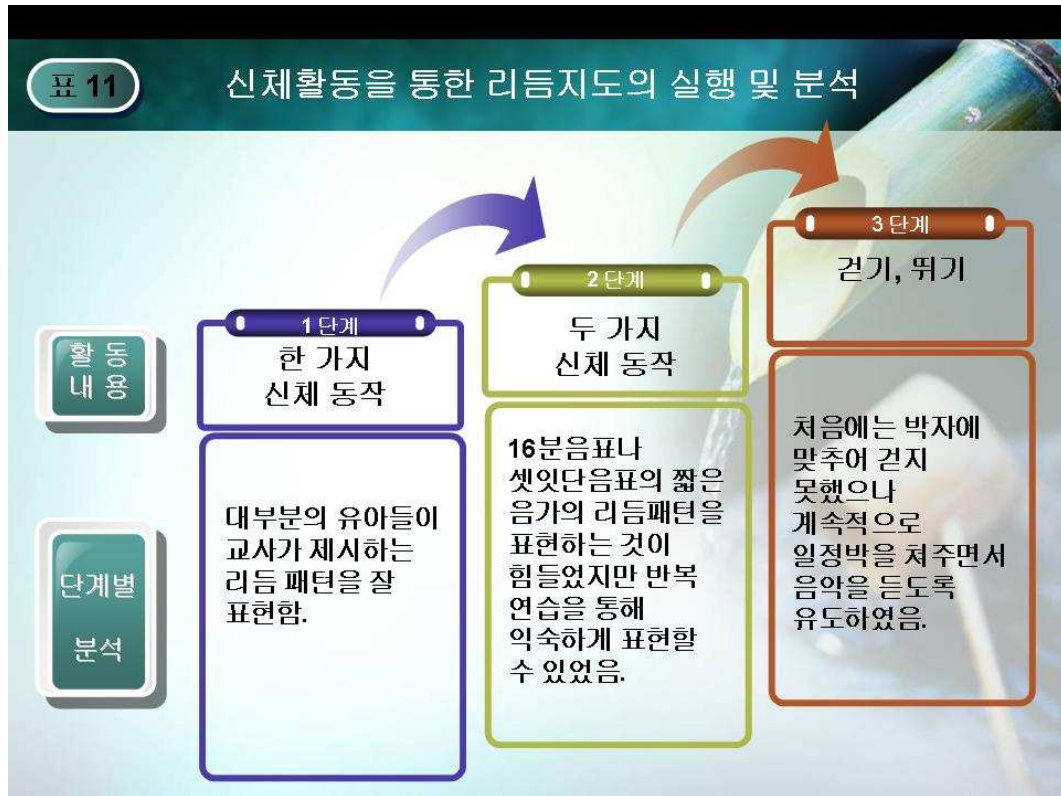 표 11
신체활동을 통한 리듬지도의 실행 및 분석
활 동
내 용
1 단계
한 가지
신체 동작
2 단계
두 가지
신체 동작
3 단계
걷기, 뛰기
단계별
분석
대부분의 유아들이
교사가 제시하는
리듬 패턴을 잘
표현함.
16분음표나
셋잇단음표의 짧은
음가의 리듬패턴을
표현하는 것이
힘들었지만 반복
연습을 통해
익숙하게 표현할
수 있었음.
처음에는 박자에
맞추어 걷지
못했으나
계속적으로
일정박을 쳐주면서
음악을 듣도록
유도하였음.